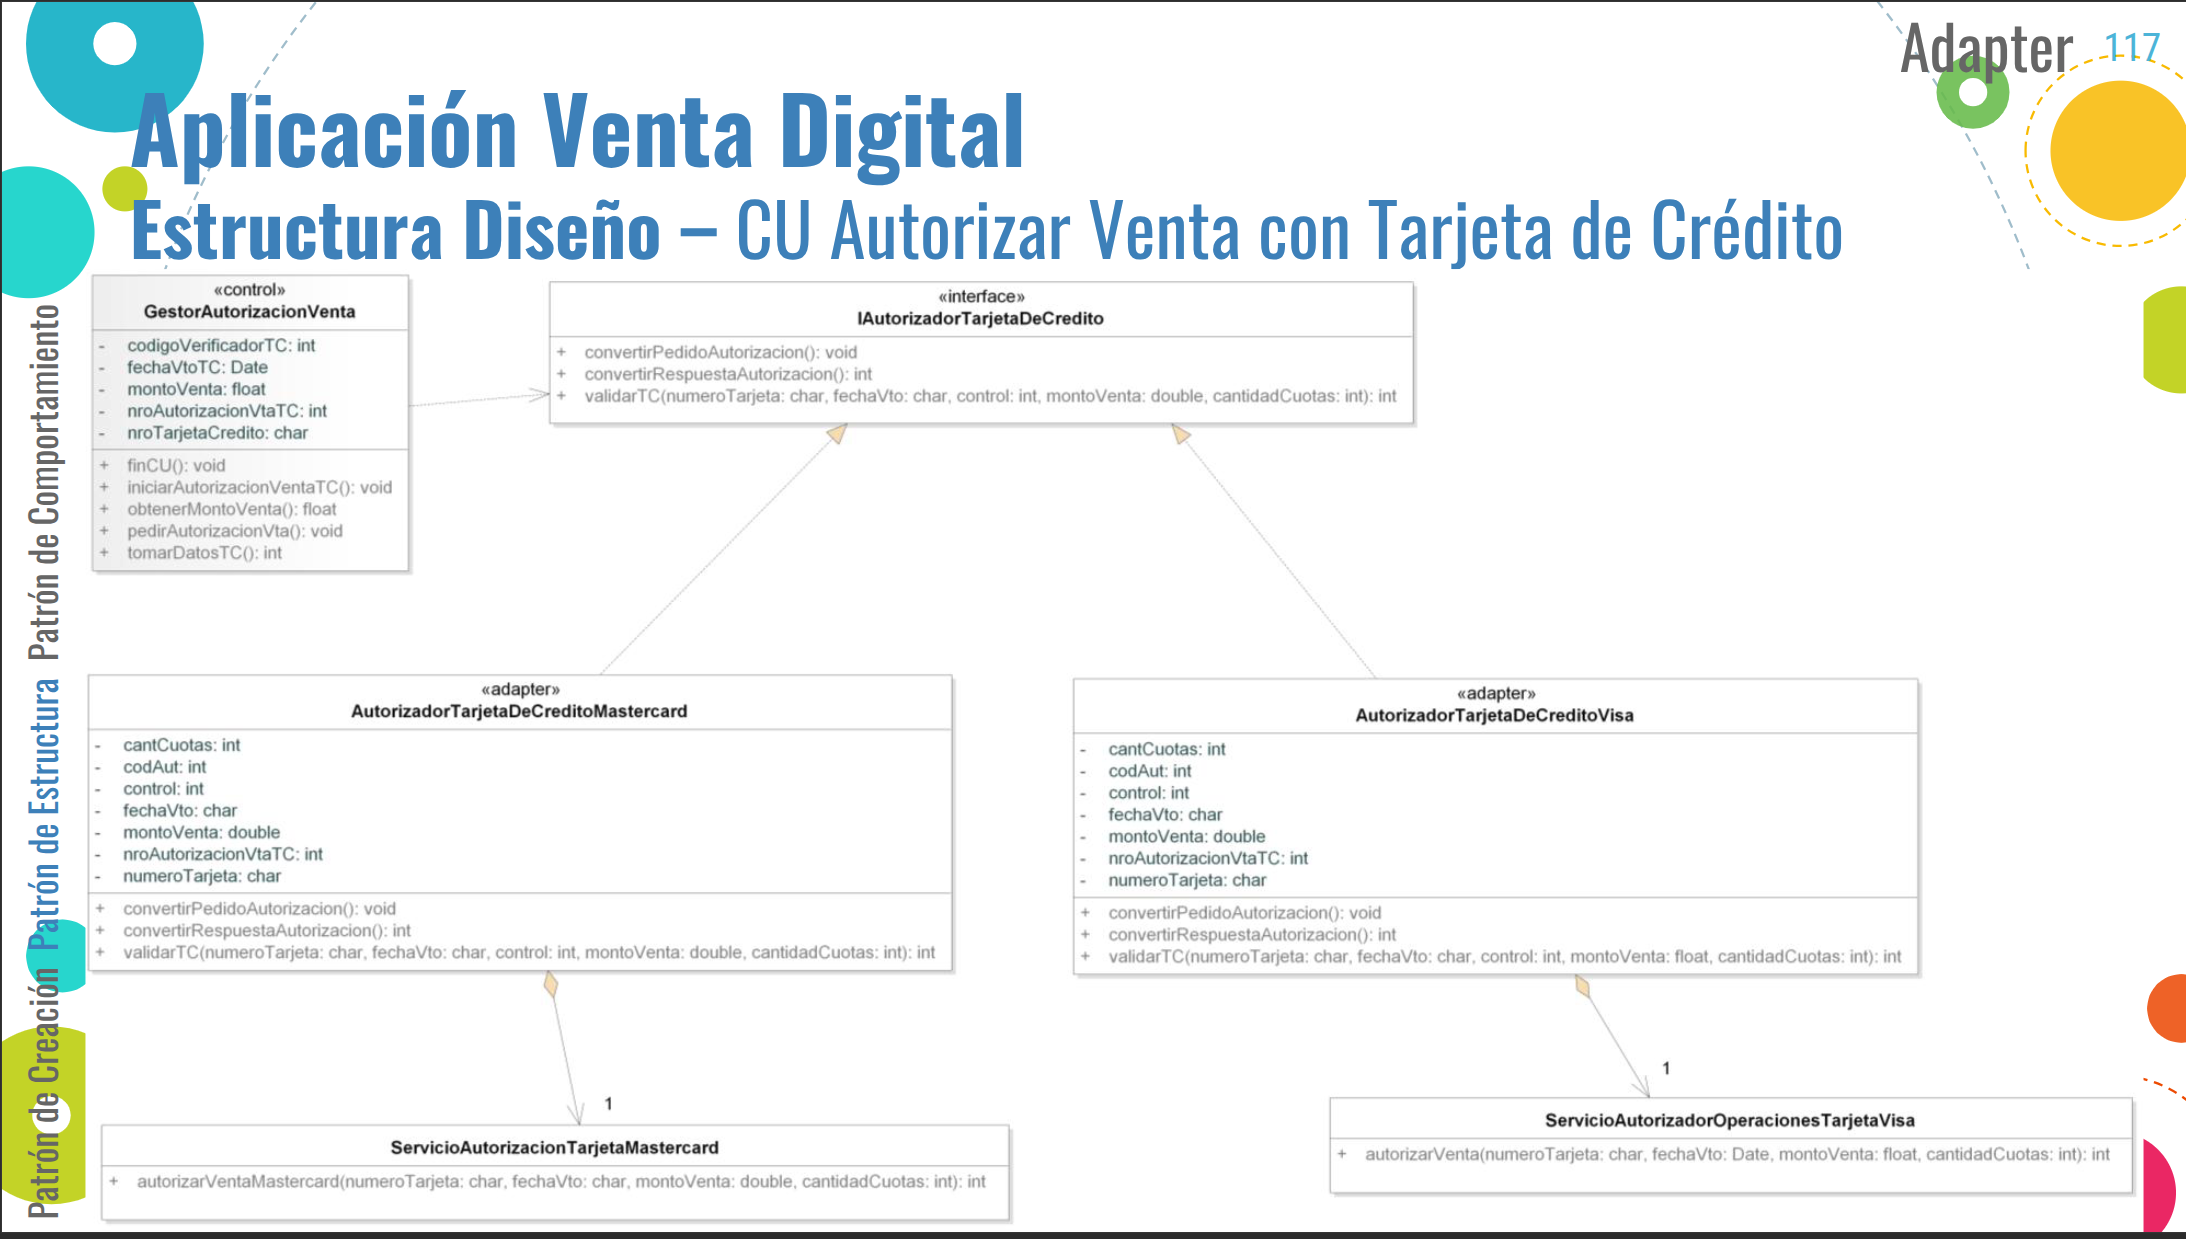 Adapter 117
Aplicación Venta Digital
Estructura Diseño – CU Autorizar Venta con Tarjeta de Crédito
Patrón de Creación Patrón de Estructura Patrón de Comportamiento
«control»
GestorAutorizacionVenta
- codigoVerificadorTC: int
- fechaVtoTC: Date
- montoVenta: float
- nroAutorizacionVtaTC: int
- nroTarjetaCredito: char
+ finCU(): void
+ iniciarAutorizacionVentaTC(): void
+ obtenerMontoVenta(): float
+ pedirAutorizacionVta(): void
+ tomarDatosTC(): int
«interface»
IAutorizadorTarjetaDeCredito
+ convertirPedidoAutorizacion(): void
+ convertirRespuestaAutorizacion(): int
+ validarTC(numeroTarjeta: char, fechaVto: char, control: int, montoVenta: double, cantidadCuotas: int): int
«adapter»
AutorizadorTarjetaDeCreditoMastercard
- cantCuotas: int
- codAut: int
- control: int
- fechaVto: char
- montoVenta: double
- nroAutorizacionVtaTC: int
- numeroTarjeta: char
+ convertirPedidoAutorizacion(): void
+ convertirRespuestaAutorizacion(): int
+ validarTC(numeroTarjeta: char, fechaVto: char, control: int, montoVenta: double, cantidadCuotas: int): int
«adapter»
AutorizadorTarjetaDeCreditoVisa
- cantCuotas: int
- codAut: int
- control: int
- fechaVto: char
- montoVenta: double
- nroAutorizacionVtaTC: int
- numeroTarjeta: char
+ convertirPedidoAutorizacion(): void
+ convertirRespuestaAutorizacion(): int
+ validarTC(numeroTarjeta: char, fechaVto: char, control: int, montoVenta: float, cantidadCuotas: int): int
1
ServicioAutorizacionTarjetaMastercard
+ autorizarVentaMastercard(numeroTarjeta: char, fechaVto: char, montoVenta: double, cantidadCuotas: int): int
1
ServicioAutorizadorOperacionesTarjetaVisa
+ autorizarVenta(numeroTarjeta: char, fechaVto: Date, montoVenta: float, cantidadCuotas: int): int